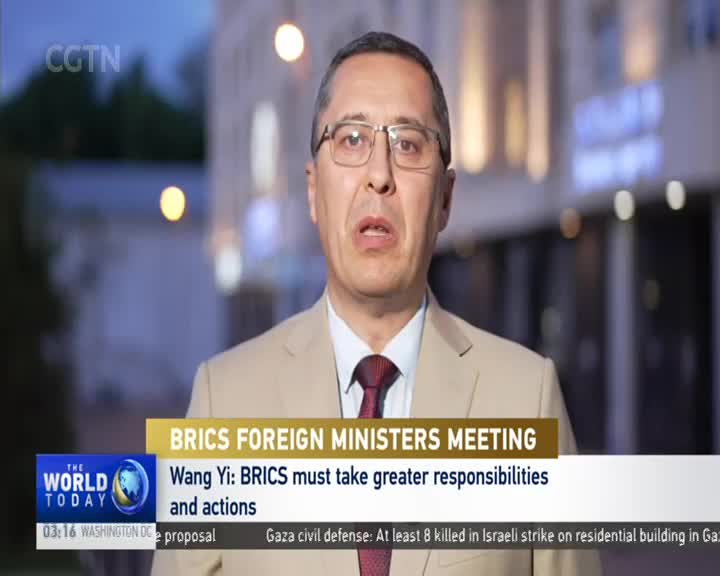 CGTN
BRICS FOREIGN MINISTERS MEETING
Wang Yi: BRICS must take greater responsibilities
and actions
THE
WORLD
TODAY
03:16 WASHINGTON DC
e proposal Gaza civil defense: At least 8 killed in Israeli strike on residential building in Gaz